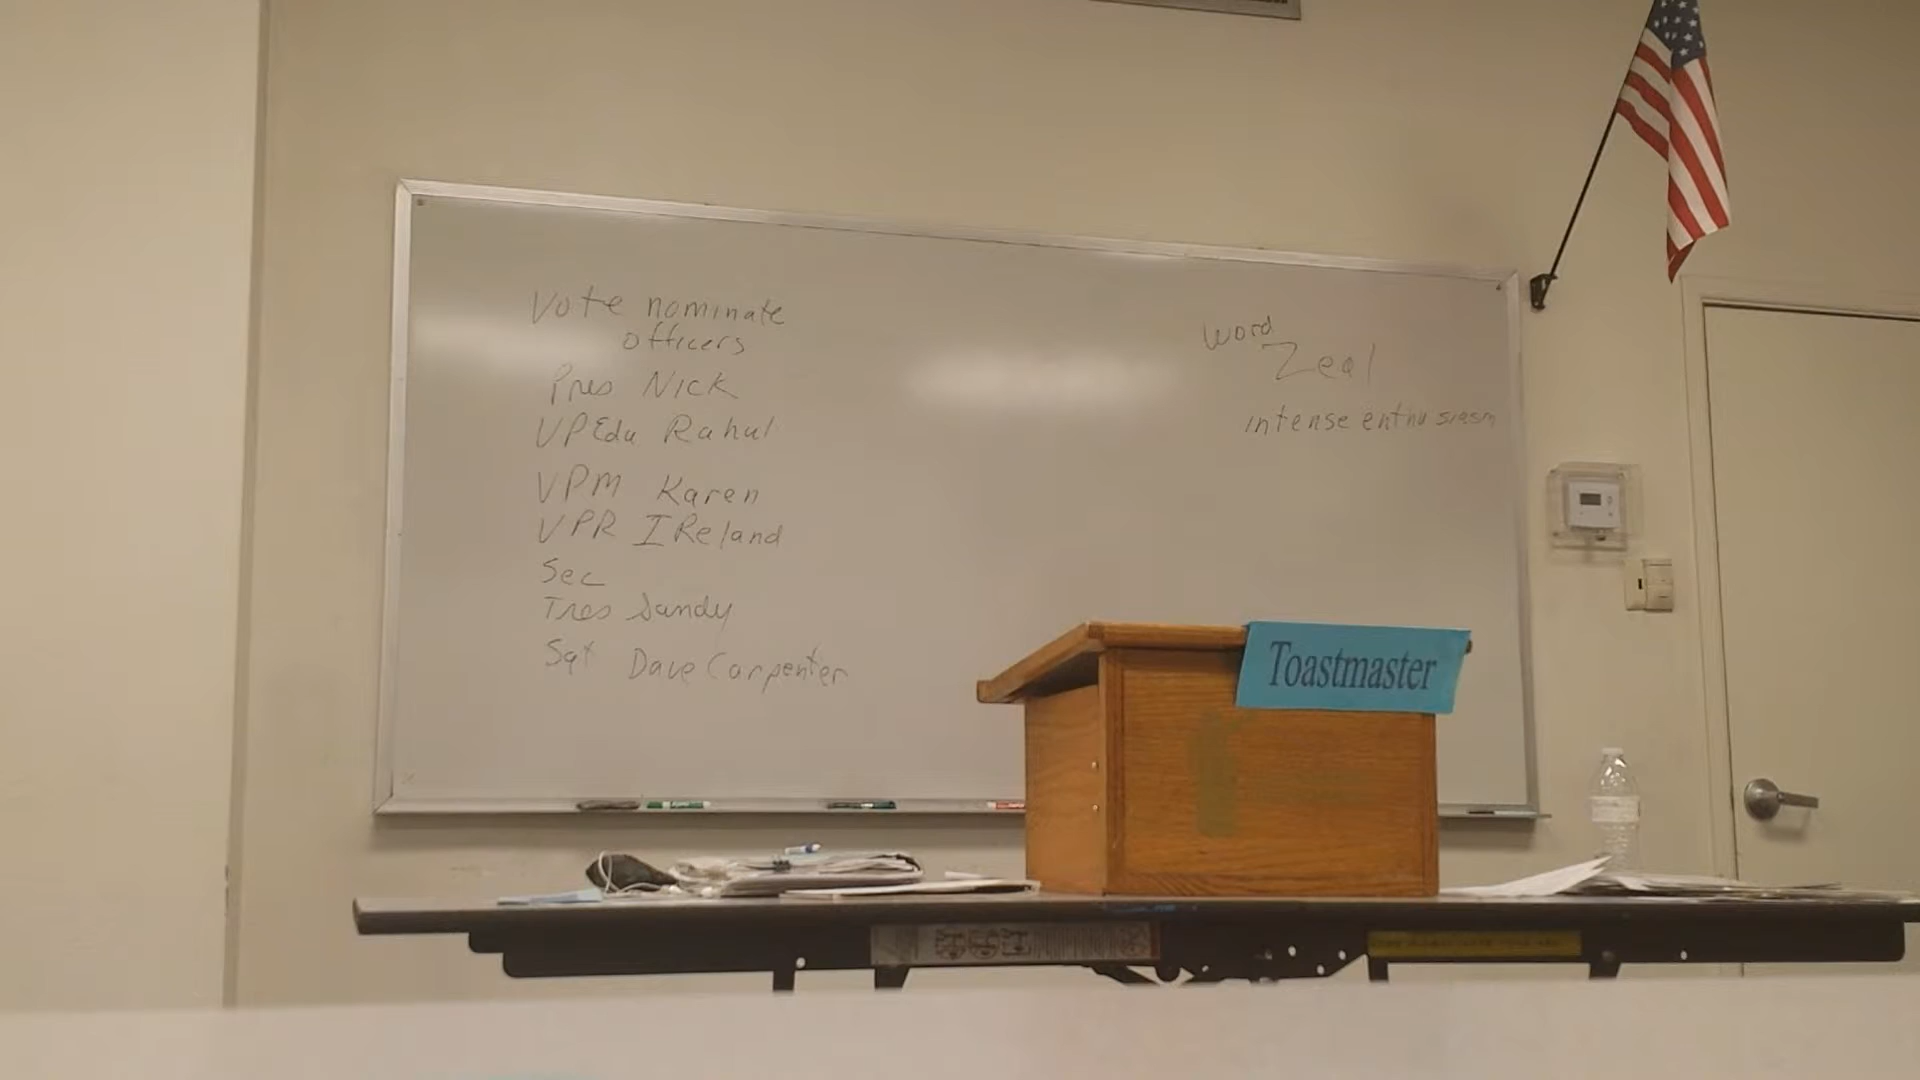 Vote nominate
officers
Pres Nick
VPEdu Rahul
VPM Karen
VPR IReland
Sec
Tres Sandy
Sgt Dave Carpenter
word
Zeal
intense enthusiasm
Toastmaster